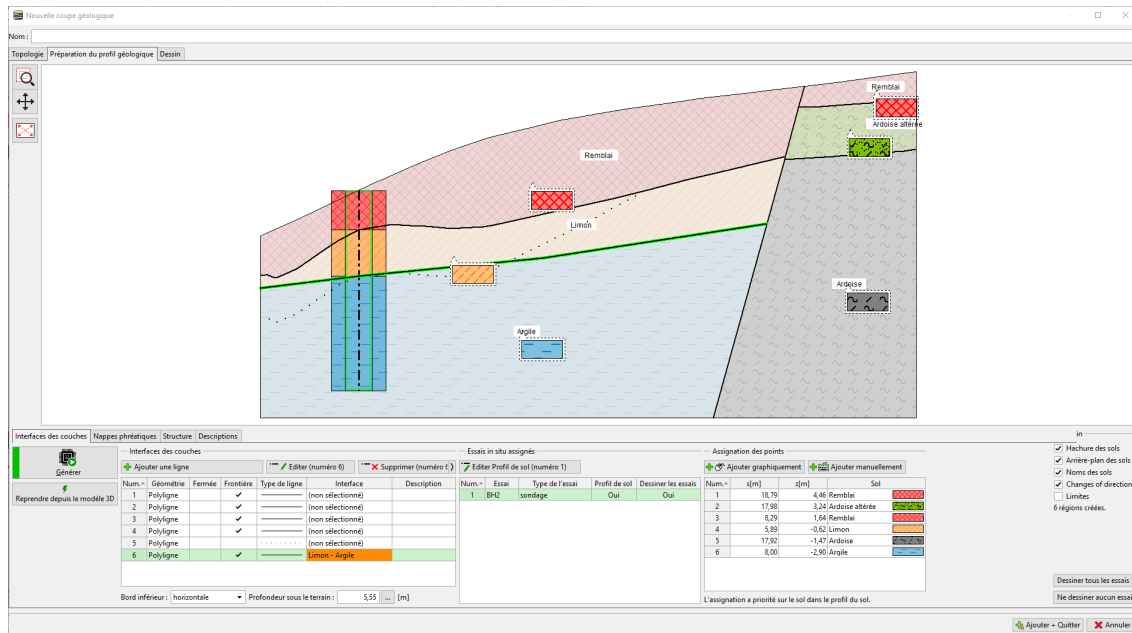 Nouvelle coupe géologique
Nom :
Topologie Préparation du profil géologique Dessin
Remblai
Ardoise altérée
Remblai
Limon
Ardoise
Argile
Interfaces des couches Nappes phréatiques Structure Descriptions
Générer
Reprendre depuis le modèle 3D
Interfaces des couches
Ajouter une ligne Editer (numéro 6) Supprimer (numéro 6)
Num. Géométrie Fermée Frontière Type de ligne Interface Description
1 Polyligne (non sélectionné)
2 Polyligne (non sélectionné)
3 Polyligne (non sélectionné)
4 Polyligne (non sélectionné)
5 Polyligne (non sélectionné)
6 Polyligne Limon - Argile
Bord inférieur : horizontale Profondeur sous le terrain : 5,55 ... [m]
Essais in situ assignés
Editer Profil de sol (numéro 1)
Num. Essai Type de l'essai Profil de sol Dessiner les essais
1 BH2 sondage Oui Oui
Assignation des points
Ajouter graphiquement Ajouter manuellement
Num. s[m] z[m] Sol
1 18,79 4,46 Remblai
2 17,98 3,24 Ardoise altérée
3 8,29 1,64 Remblai
4 5,89 -0,62 Limon
5 17,92 -1,47 Ardoise
6 8,00 -2,90 Argile
L'assignation a priorité sur le sol dans le profil du sol.
in
Hachure des sols
Arrière-plan des sols
Noms des sols
Changes of direction
Limites
6 régions créées.
Dessiner tous les essais
Ne dessiner aucun essai
Ajouter + Quitter Annuler